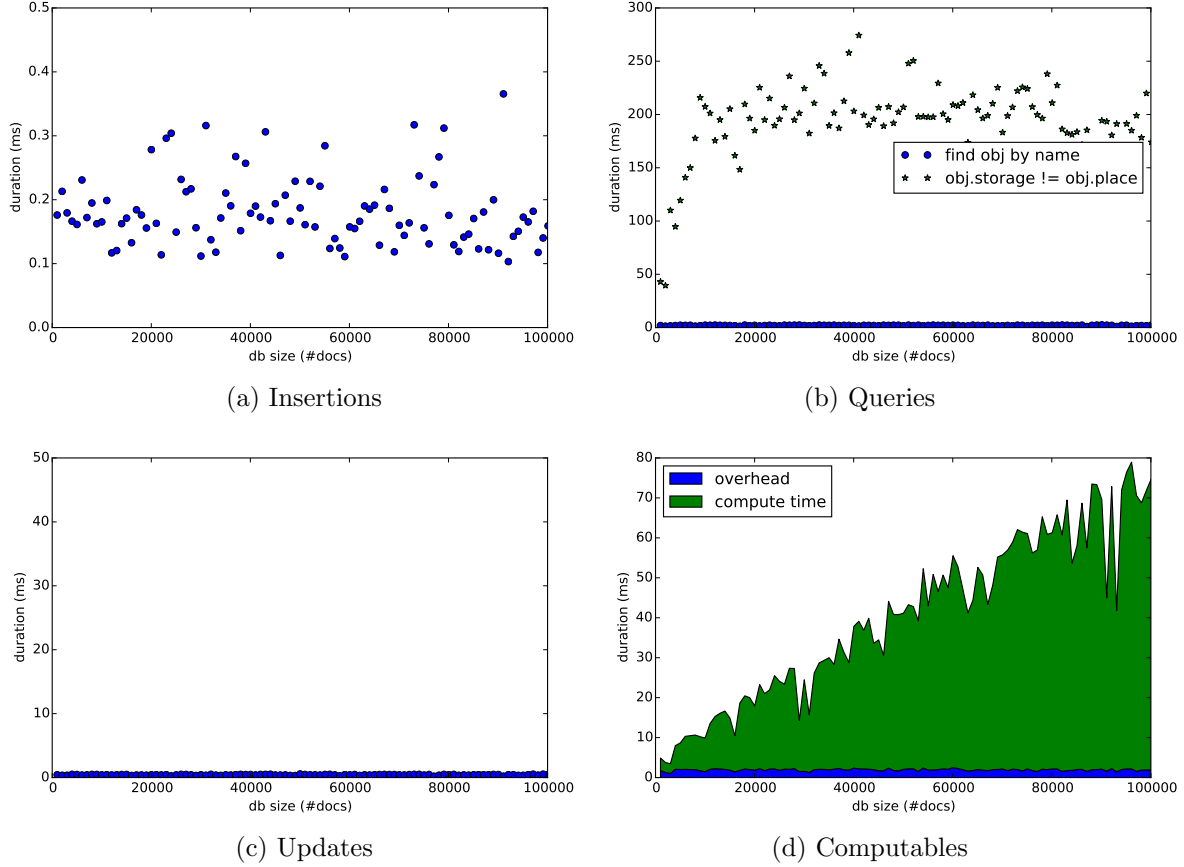 0.5
0.4
0.3
0.2
0.1
0.0
duration (ms)
0 20000 40000 60000 80000 100000
db size (#docs)
(a) Insertions
300
250
200
150
100
50
0
duration (ms)
find obj by name
obj.storage != obj.place
0 20000 40000 60000 80000 100000
db size (#docs)
(b) Queries
50
40
30
20
10
0
duration (ms)
0 20000 40000 60000 80000 100000
db size (#docs)
(c) Updates
80
70
60
50
40
30
20
10
0
duration (ms)
overhead
compute time
0 20000 40000 60000 80000 100000
db size (#docs)
(d) Computables